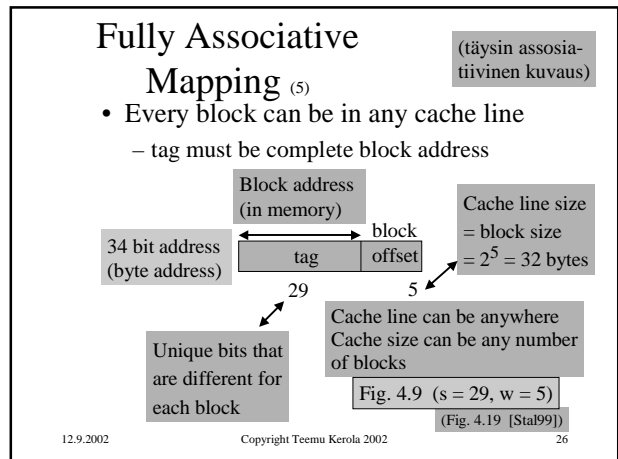 Fully Associative
Mapping (5)
(täysin assosia-
tiivinen kuvaus)
• Every block can be in any cache line
– tag must be complete block address
Block address
(in memory)
block
34 bit address
(byte address)
tag
offset
29
5
Cache line size
= block size
= 2^5 = 32 bytes
Unique bits that
are different for
each block
Cache line can be anywhere
Cache size can be any number
of blocks
Fig. 4.9 (s = 29, w = 5)
(Fig. 4.19 [Stal99])
12.9.2002
Copyright Teemu Kerola 2002
26